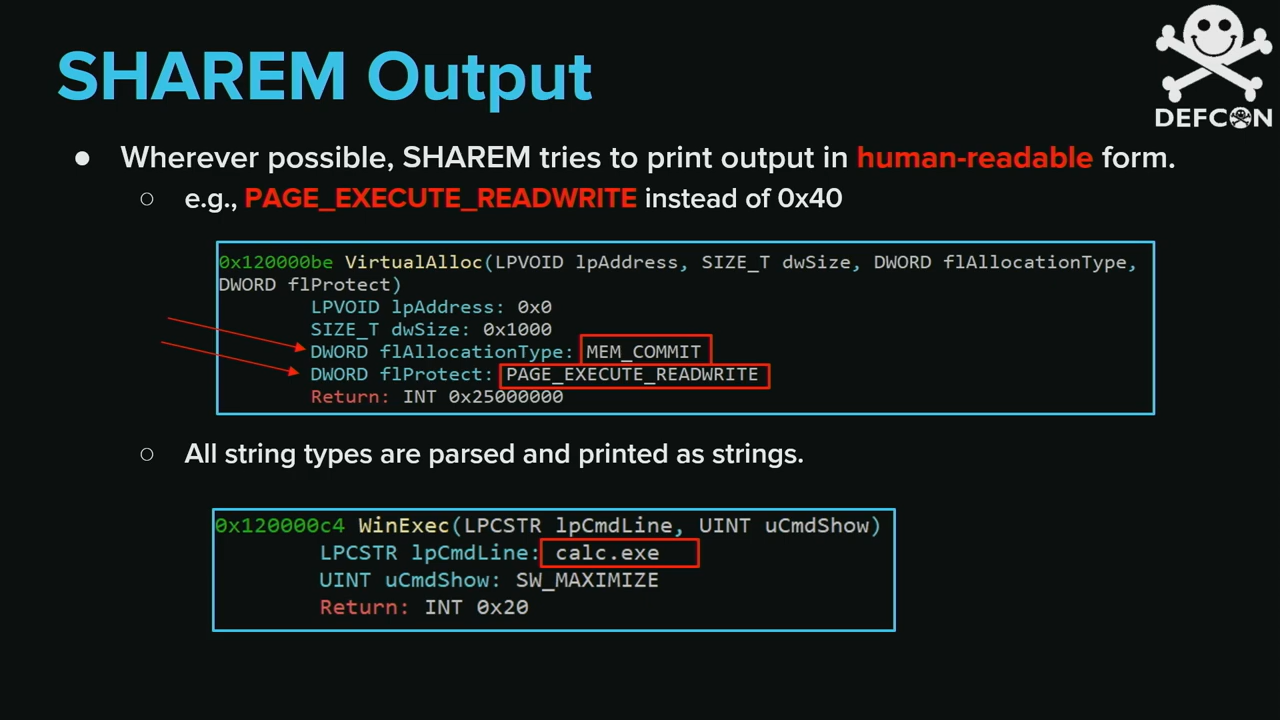 SHAREM Output
DEFCON
● Wherever possible, SHAREM tries to print output in human-readable form.
○ e.g., PAGE_EXECUTE_READWRITE instead of 0x40
0x120000be VirtualAlloc(LPVOID lpAddress, SIZE_T dwSize, DWORD flAllocationType,
DWORD flProtect)
LPVOID lpAddress: 0x0
SIZE_T dwSize: 0x1000
DWORD flAllocationType: MEM_COMMIT
DWORD flProtect: PAGE_EXECUTE_READWRITE
Return: INT 0x25000000
○ All string types are parsed and printed as strings.
0x120000c4 WinExec(LPCSTR lpCmdLine, UINT uCmdShow)
LPCSTR lpCmdLine: calc.exe
UINT uCmdShow: SW_MAXIMIZE
Return: INT 0x20